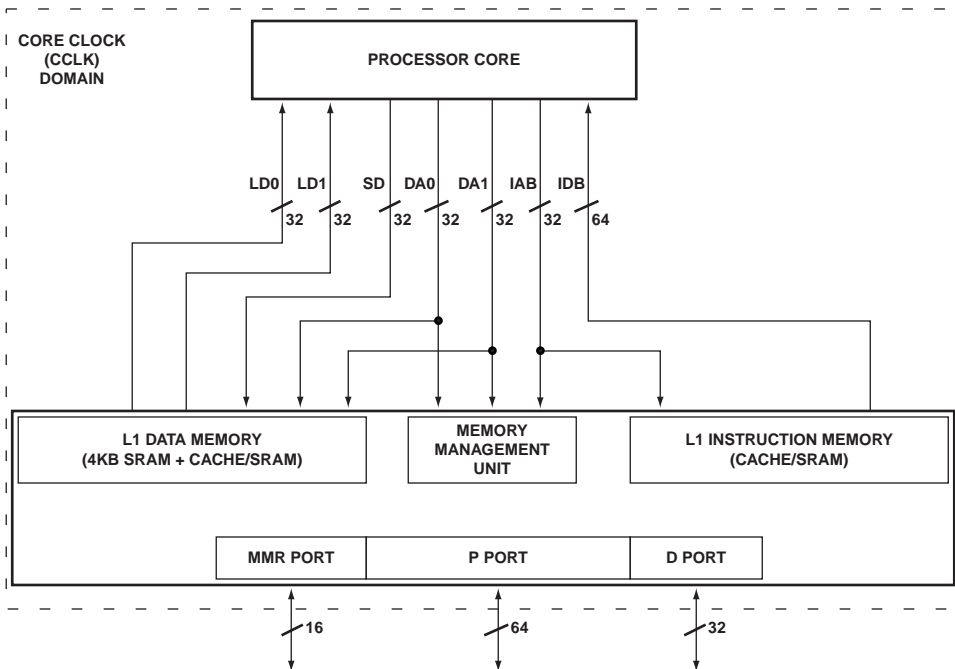 CORE CLOCK
(CCLK)
DOMAIN
PROCESSOR CORE
LD0 LD1 SD DA0 DA1 IAB IDB
32 32 32 32 32 32 64
L1 DATA MEMORY
(4KB SRAM + CACHE/SRAM)
MEMORY
MANAGEMENT
UNIT
L1 INSTRUCTION MEMORY
(CACHE/SRAM)
MMR PORT P PORT D PORT
16 64 32